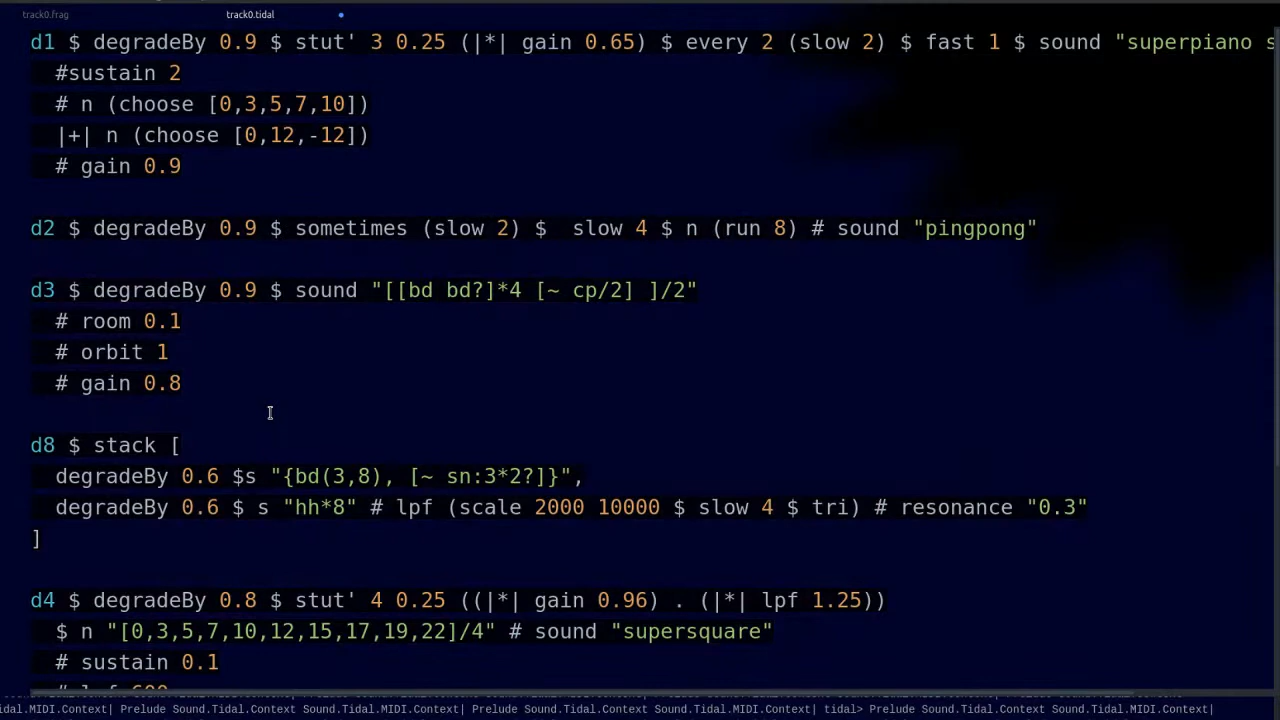 track0.frag
track0.tidal
d1 $ degradeBy 0.9 $ stut' 3 0.25 (|*| gain 0.65) $ every 2 (slow 2) $ fast 1 $ sound "superpiano s
#sustain 2
# n (choose [0,3,5,7,10])
|+| n (choose [0,12,-12])
# gain 0.9
d2 $ degradeBy 0.9 $ sometimes (slow 2) $  slow 4 $ n (run 8) # sound "pingpong"
d3 $ degradeBy 0.9 $ sound "[[bd bd?]*4 [~ cp/2] ]/2"
# room 0.1
# orbit 1
# gain 0.8
d8 $ stack [
degradeBy 0.6 $s "{bd(3,8), [~ sn:3*2?]}",
degradeBy 0.6 $ s "hh*8" # lpf (scale 2000 10000 $ slow 4 $ tri) # resonance "0.3"
]
d4 $ degradeBy 0.8 $ stut' 4 0.25 ((|*| gain 0.96) . (|*| lpf 1.25))
$ n "[0,3,5,7,10,12,15,17,19,22]/4" # sound "supersquare"
# sustain 0.1
# lpf 600
idal.MIDI.Context| Prelude Sound.Tidal.Context Sound.Tidal.MIDI.Context| Prelude Sound.Tidal.Context Sound.Tidal.MIDI.Context| tidal> Prelude Sound.Tidal.Context Sound.Tidal.MIDI.Context|